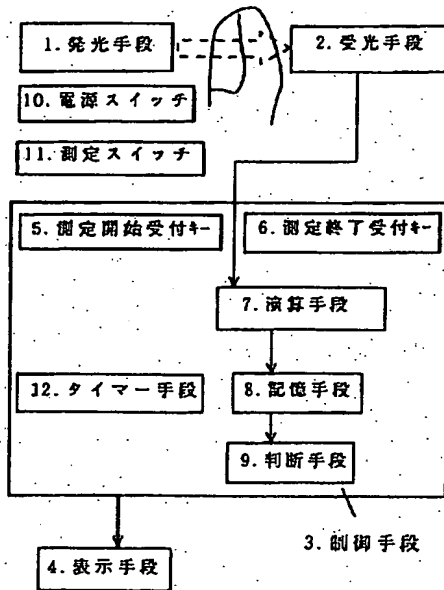 1.発光手段
2.受光手段
10.電源スイッチ
11.測定スイッチ
5.測定開始受付キー
6.測定終了受付キー
7.演算手段
12.タイマー手段
8.記憶手段
9.判断手段
3.制御手段
4.表示手段